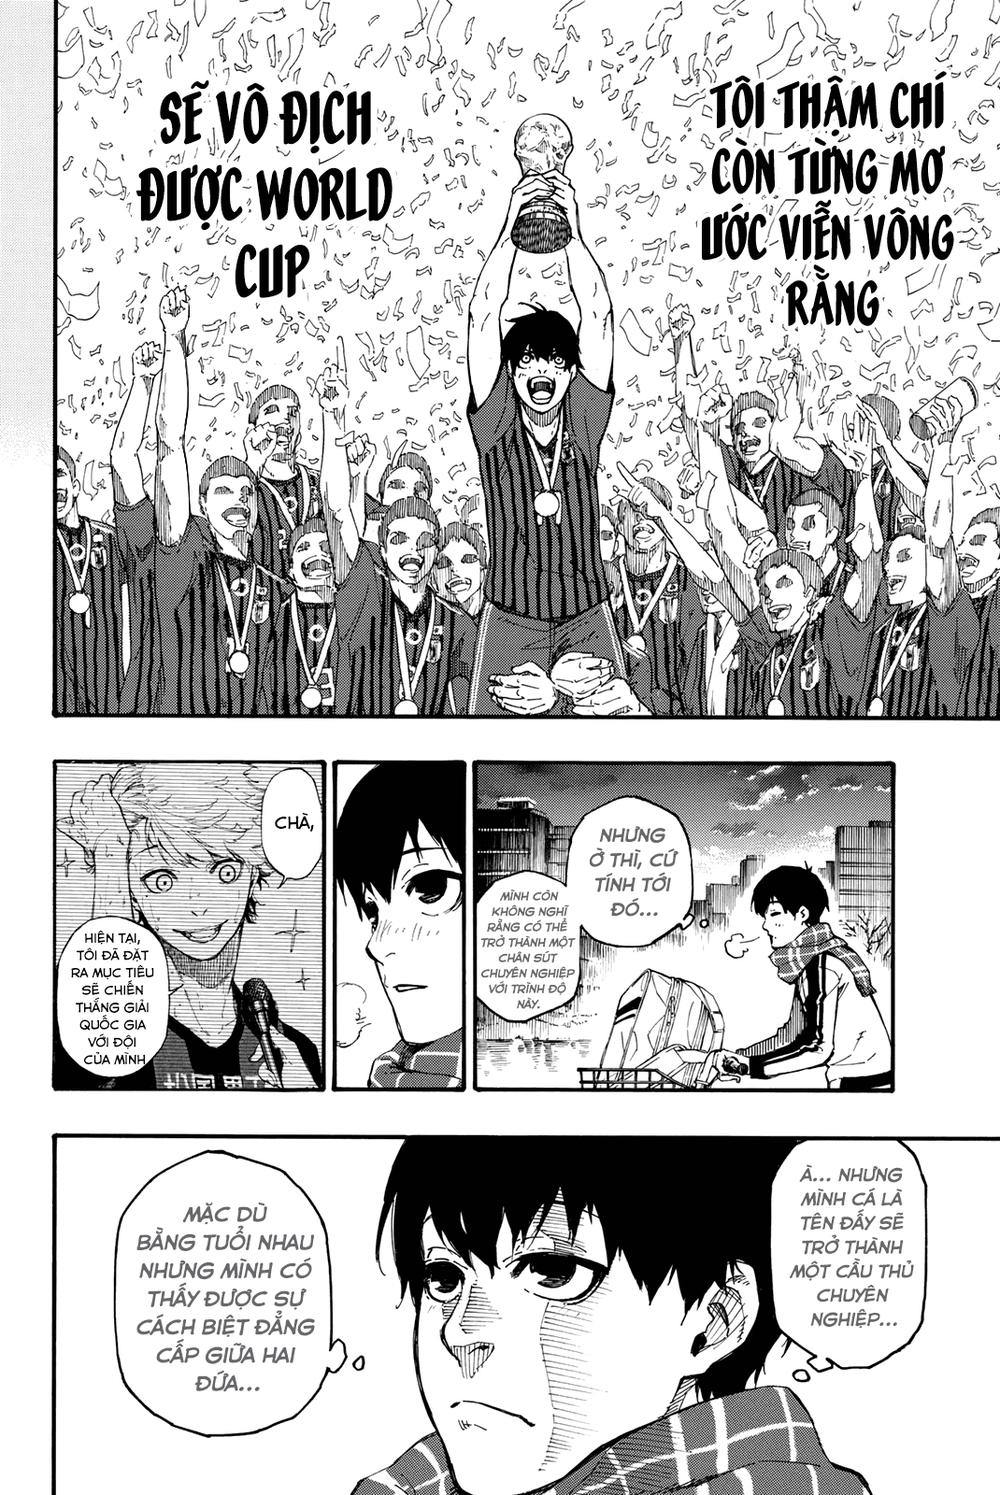 TÔI THẬM CHÍ
CÒN TỪNG MƠ
ƯỚC VIỄN VÔNG
RẰNG
SẼ VÔ ĐỊCH
ĐƯỢC WORLD
CUP
NHƯNG
Ở THÌ, CỨ
TÍNH TỚI
ĐÓ...
MÌNH CÒN
KHÔNG NGHĨ
RẰNG CÓ THỂ
TRỞ THÀNH MỘT
CHÂN SÚT
CHUYÊN NGHIỆP
VỚI TRÌNH ĐỘ
NÀY.
CHÀ,
HIỆN TẠI,
TÔI ĐÃ ĐẶT
RA MỤC TIÊU
SẼ CHIẾN
THẮNG GIẢI
QUỐC GIA
VỚI ĐỘI
CỦA MÌNH
À... NHƯNG
MÌNH CÁ LÀ
TÊN ĐẤY SẼ
TRỞ THÀNH
MỘT CẦU THỦ
CHUYÊN
NGHIỆP...
MẶC DÙ
BẰNG TUỔI NHAU
NHƯNG MÌNH CÓ
THẤY ĐƯỢC SỰ
CÁCH BIỆT ĐẲNG
CẤP GIỮA HAI
ĐỨA...